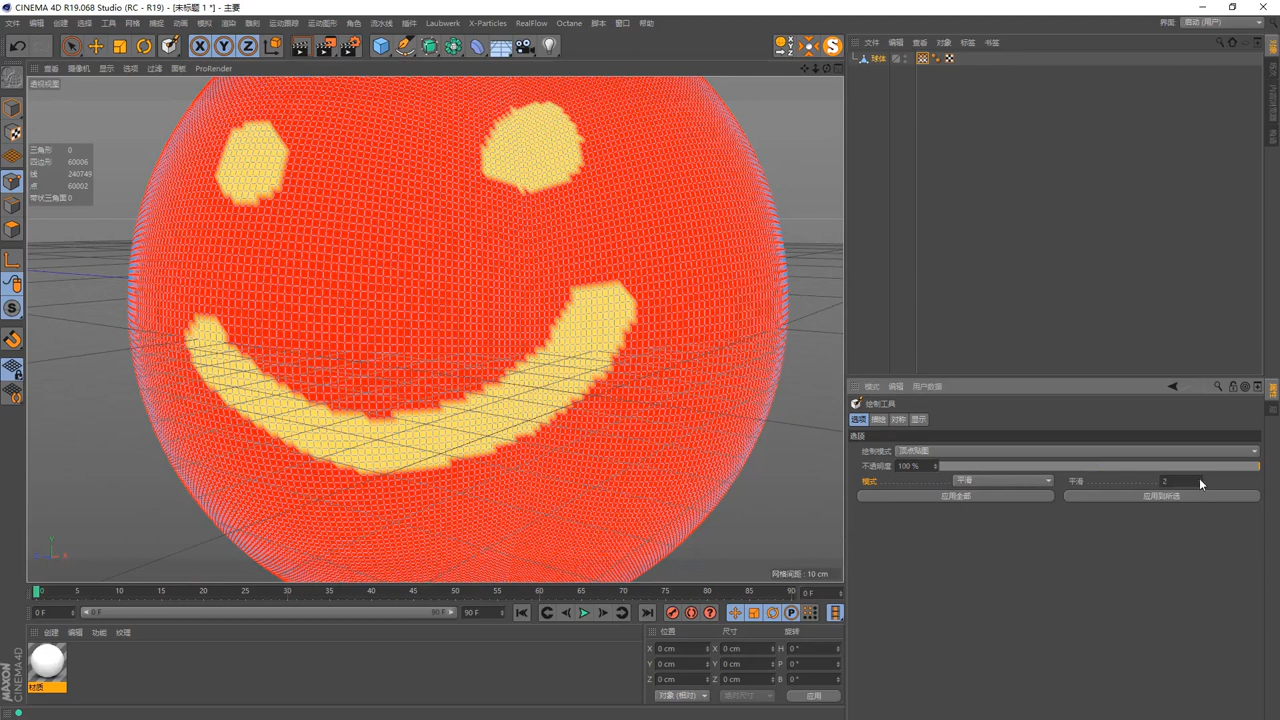 CINEMA 4D R19.068 Studio (RC - R19) - [未标题 1 *] - 主要
文件 编辑 创建 选择 工具 网格 捕捉 动画 模拟 渲染 雕刻 运动跟踪 运动图形 角色 流水线 插件 Laubwerk X-Particles RealFlow Octane 脚本 窗口 帮助
界面: 启动 (用户)
查看 摄像机 显示 选项 过滤 面板 ProRender
文件 编辑 查看 对象 标签 书签
球体
透视视图
三角形 0
四边形 60006
线 240749
点 60002
带状三角面 0
网格间距 : 10 cm
模式 编辑 用户数据
绘制工具
选项 描绘 对称 显示
选项
绘制模式 顶点贴图
不透明度 100 %
模式 平滑 平滑 2
应用全部 应用到所选
Y
X
0 5 10 15 20 25 30 35 40 45 50 55 60 65 70 75 80 85 90 0 F
0 F 0 F 90 F 90 F
创建 编辑 功能 纹理
材质
位置 尺寸 旋转
X 0 cm X 0 cm H 0 °
Y 0 cm Y 0 cm P 0 °
Z 0 cm Z 0 cm B 0 °
对象 (相对) 绝对尺寸 应用
MAXON CINEMA 4D